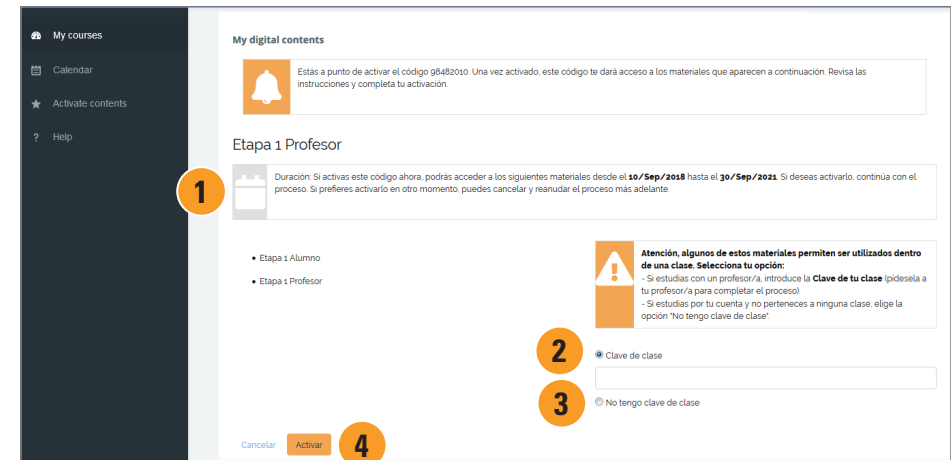 My courses
Calendar
Activate contents
? Help
My digital contents
Estás a punto de activar el código 98482010. Una vez activado, este código te dará acceso a los materiales que aparecen a continuación. Revisa las
instrucciones y completa tu activación.
Etapa 1 Profesor
1
Duración: Si activas este código ahora, podrás acceder a los siguientes materiales desde el 10/Sep/2018 hasta el 30/Sep/2021. Si deseas activarlo, continúa con el
proceso. Si prefieres activarlo en otro momento, puedes cancelar y reanudar el proceso más adelante.
• Etapa 1 Alumno
• Etapa 1 Profesor
Atención, algunos de estos materiales permiten ser utilizados dentro
de una clase. Selecciona tu opción:
- Si estudias con un profesor/a, introduce la Clave de tu clase (pídesela a
tu profesor/a para completar el proceso).
- Si estudias por tu cuenta y no perteneces a ninguna clase, elige la
opción "No tengo clave de clase".
2
Clave de clase
3
No tengo clave de clase
Cancelar
Activar
4